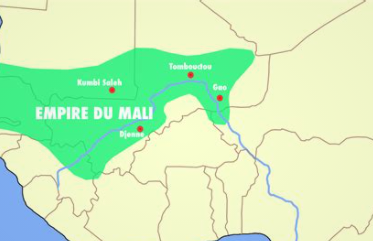 Tombouctou
Kumbi Saleh
Gao
EMPIRE DU MALI
Djenne